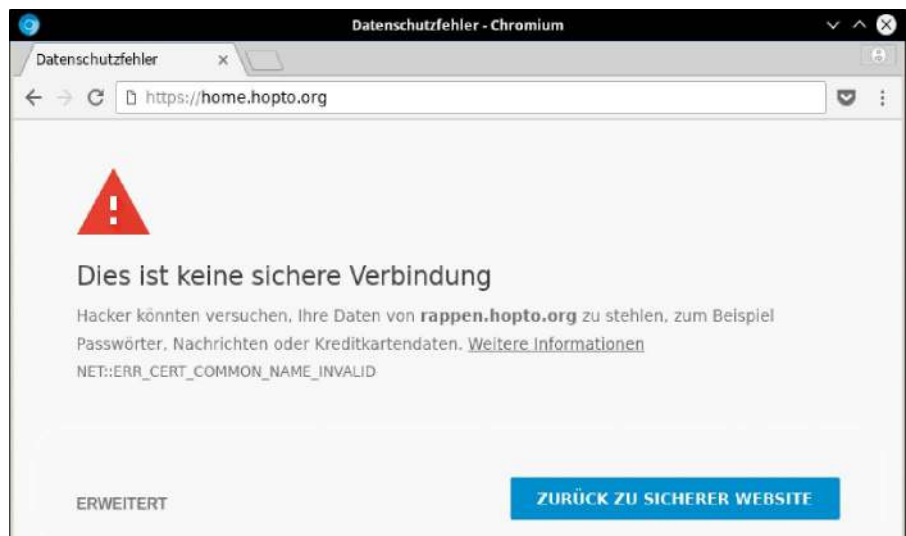 Datenschutzfehler - Chromium
Datenschutzfehler
https://home.hopto.org
Dies ist keine sichere Verbindung
Hacker könnten versuchen, Ihre Daten von rappen.hopto.org zu stehlen, zum Beispiel
Passwörter, Nachrichten oder Kreditkartendaten. Weitere Informationen
NET::ERR_CERT_COMMON_NAME_INVALID
ERWEITERT
ZURÜCK ZU SICHERER WEBSITE